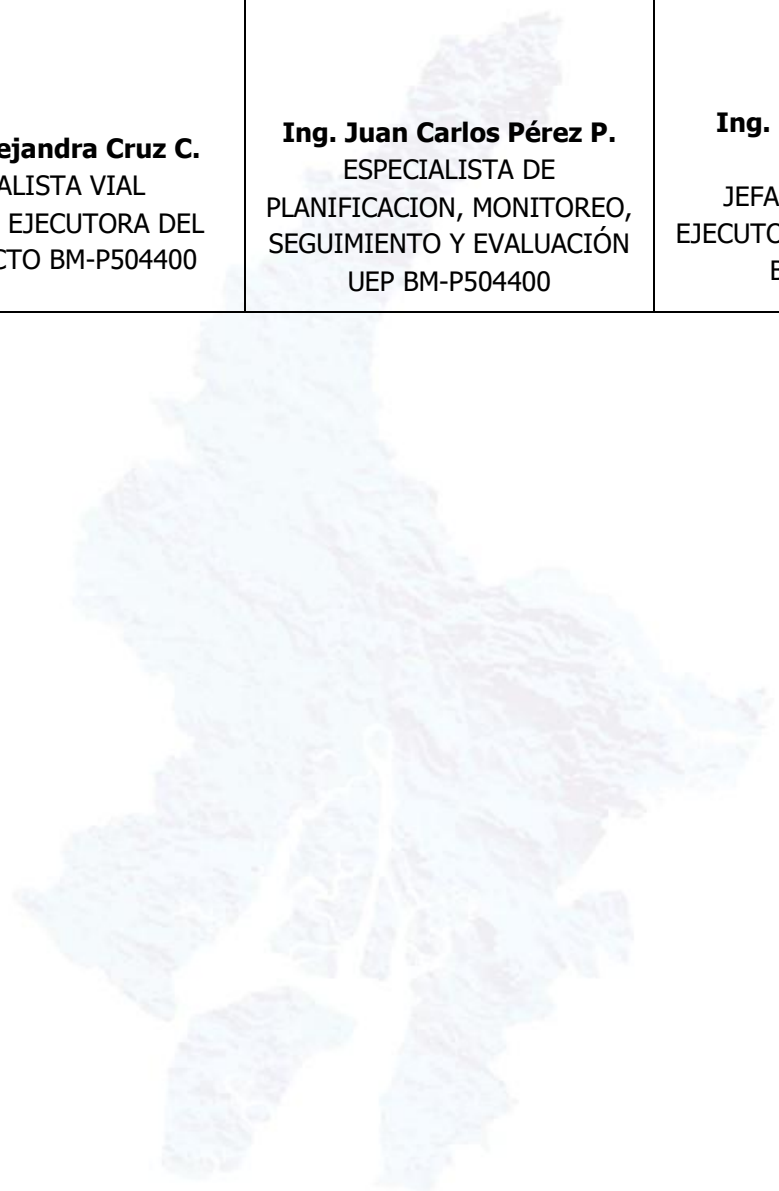 ejandra Cruz C.
ALISTA VIAL
EJECUTORA DEL
CTO BM-P504400
Ing. Juan Carlos Pérez P.
ESPECIALISTA DE
PLANIFICACION, MONITOREO,
SEGUIMIENTO Y EVALUACIÓN
UEP BM-P504400
Ing.
JEFA
EJECUTO